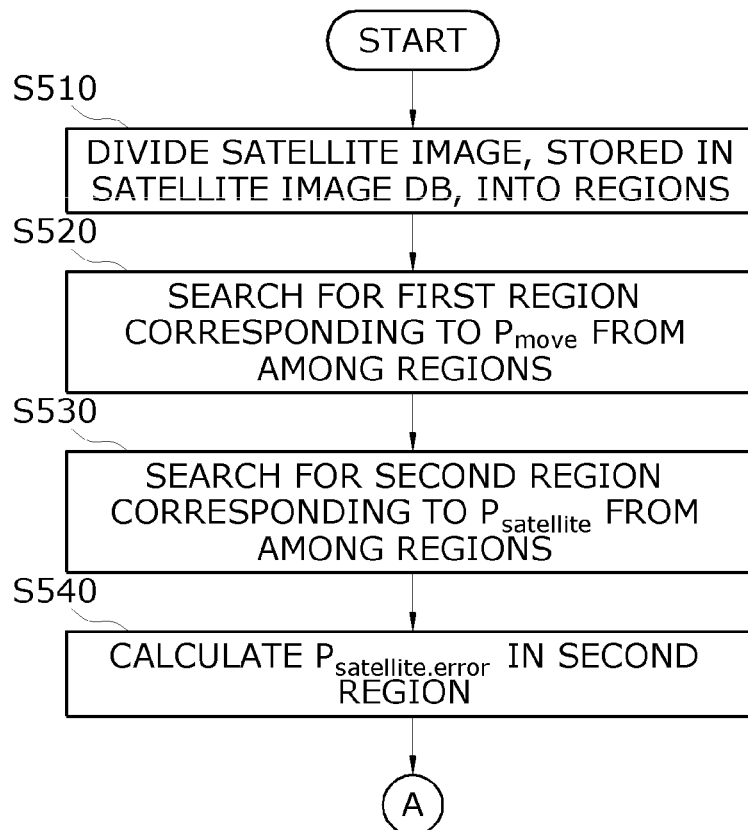 START
S510
DIVIDE SATELLITE IMAGE, STORED IN
SATELLITE IMAGE DB, INTO REGIONS
S520
SEARCH FOR FIRST REGION
CORRESPONDING TO Pmove FROM
AMONG REGIONS
S530
SEARCH FOR SECOND REGION
CORRESPONDING TO Psatellite FROM
AMONG REGIONS
S540
CALCULATE Psatellite.error IN SECOND
REGION
A